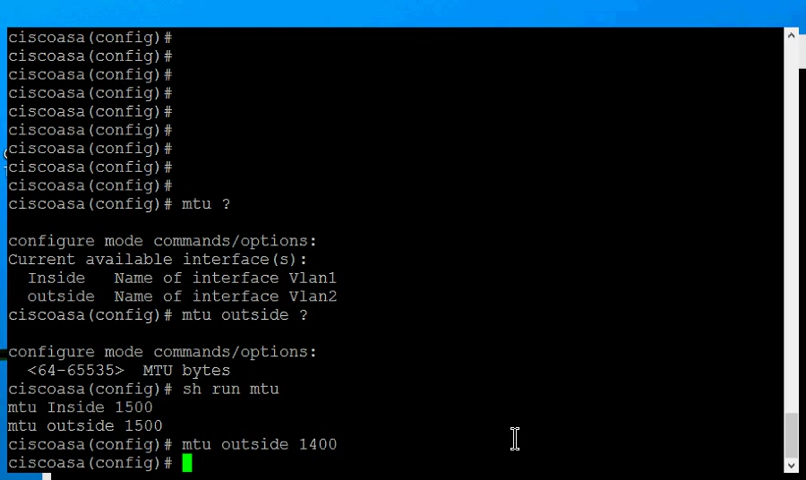 ciscoasa(config)#
ciscoasa(config)#
ciscoasa(config)#
ciscoasa(config)#
ciscoasa(config)#
ciscoasa(config)#
ciscoasa(config)#
ciscoasa(config)#
ciscoasa(config)#
ciscoasa(config)# mtu ?
configure mode commands/options:
Current available interface(s):
  Inside   Name of interface Vlan1
  outside  Name of interface Vlan2
ciscoasa(config)# mtu outside ?
configure mode commands/options:
  <64-65535>  MTU bytes
ciscoasa(config)# sh run mtu
mtu Inside 1500
mtu outside 1500
ciscoasa(config)# mtu outside 1400
ciscoasa(config)#